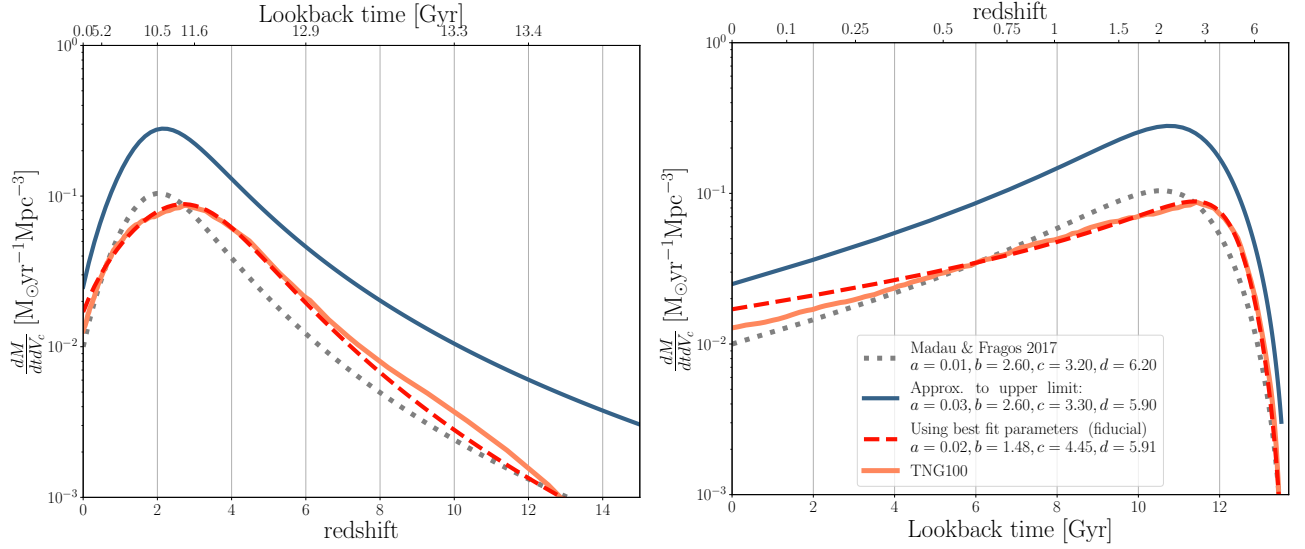 Lookback time [Gyr]
0.05.2 10.5 11.6 12.9 13.3 13.4
10^0
10^-1
10^-2
10^-3
dM/dtdV_c [M_⊙yr^-1Mpc^-3]
0 2 4 6 8 10 12 14
redshift
redshift
0 0.1 0.25 0.5 0.75 1 1.5 2 3 6
10^0
10^-1
10^-2
10^-3
dM/dtdV_c [M_⊙yr^-1Mpc^-3]
Madau & Fragos 2017
a = 0.01, b = 2.60, c = 3.20, d = 6.20
Approx. to upper limit:
a = 0.03, b = 2.60, c = 3.30, d = 5.90
Using best fit parameters (fiducial)
a = 0.02, b = 1.48, c = 4.45, d = 5.91
TNG100
0 2 4 6 8 10 12
Lookback time [Gyr]